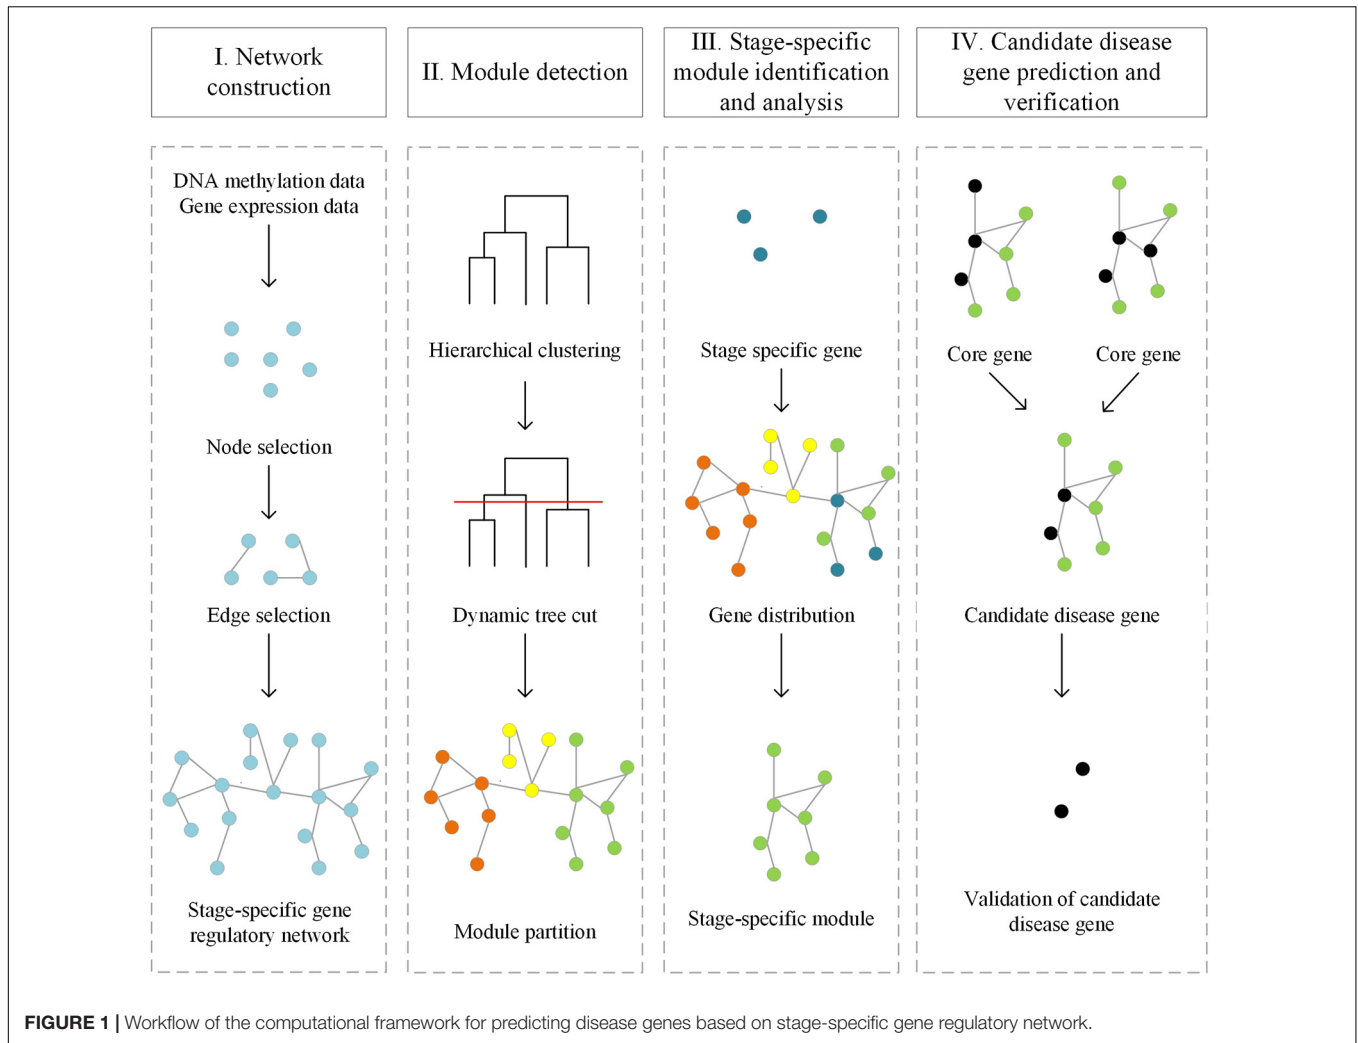 I. Network
construction
II. Module detection
III. Stage-specific
module identification
and analysis
IV. Candidate disease
gene prediction and
verification
DNA methylation data
Gene expression data
Node selection
Edge selection
Stage-specific gene
regulatory network
Hierarchical clustering
Dynamic tree cut
Module partition
Stage specific gene
Gene distribution
Stage-specific module
Core gene
Core gene
Candidate disease gene
Validation of candidate
disease gene
FIGURE 1 | Workflow of the computational framework for predicting disease genes based on stage-specific gene regulatory network.